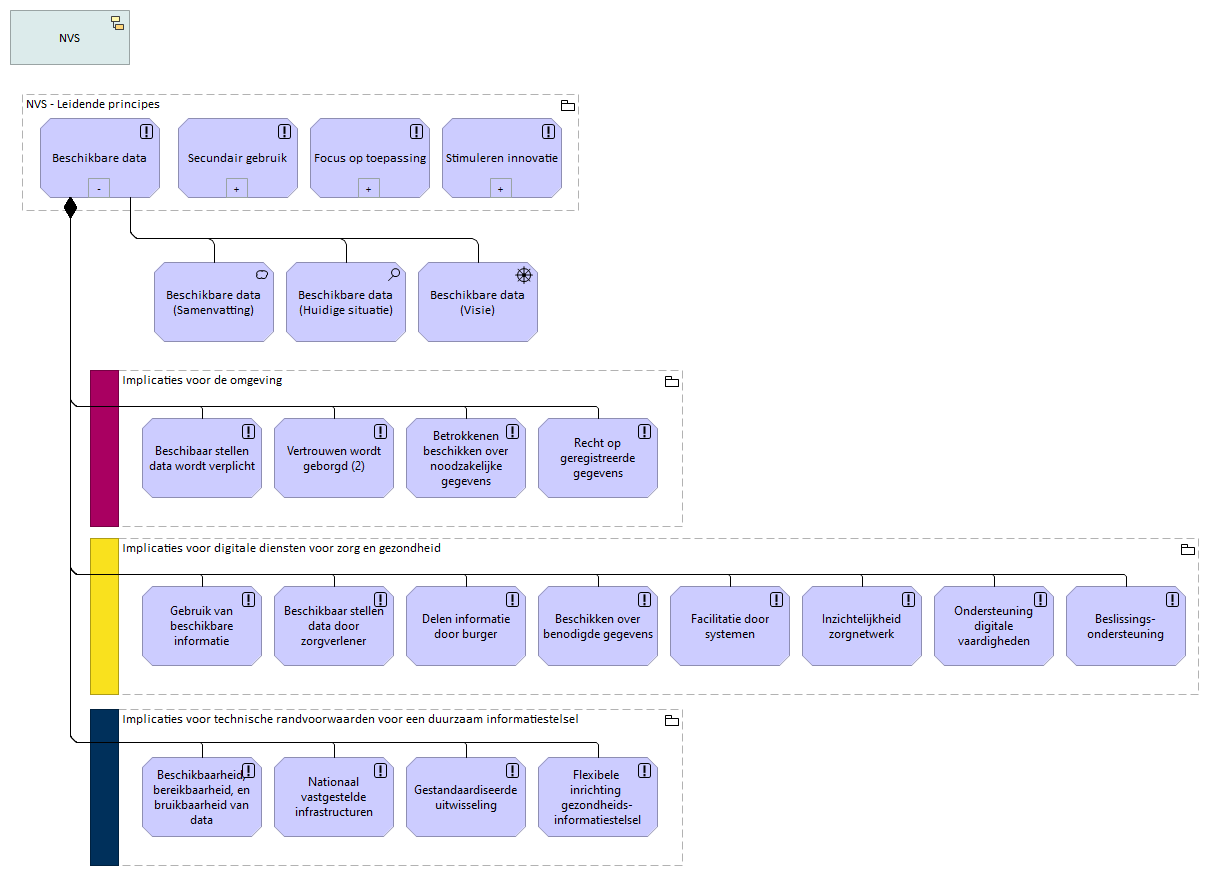 NVS
NVS - Leidende principes
Beschikbare data
-
Secundair gebruik
+
Focus op toepassing
+
Stimuleren innovatie
+
Beschikbare data
(Samenvatting)
Beschikbare data
(Huidige situatie)
Beschikbare data
(Visie)
Implicaties voor de omgeving
Beschibaar stellen
data wordt verplicht
Vertrouwen wordt
geborgd (2)
Betrokkenen
beschikken over
noodzakelijke
gegevens
Recht op
geregistreerde
gegevens
Implicaties voor digitale diensten voor zorg en gezondheid
Gebruik van
beschikbare
informatie
Beschikbaar stellen
data door
zorgverlener
Delen informatie
door burger
Beschikken over
benodigde gegevens
Facilitatie door
systemen
Inzichtelijkheid
zorgnetwerk
Ondersteuning
digitale
vaardigheden
Beslissings-
ondersteuning
Implicaties voor technische randvoorwaarden voor een duurzaam informatiestelsel
Beschikbaarheid,
bereikbaarheid, en
bruikbaarheid van
data
Nationaal
vastgestelde
infrastructuren
Gestandaardiseerde
uitwisseling
Flexibele
inrichting
gezondheids-
informatiestelsel